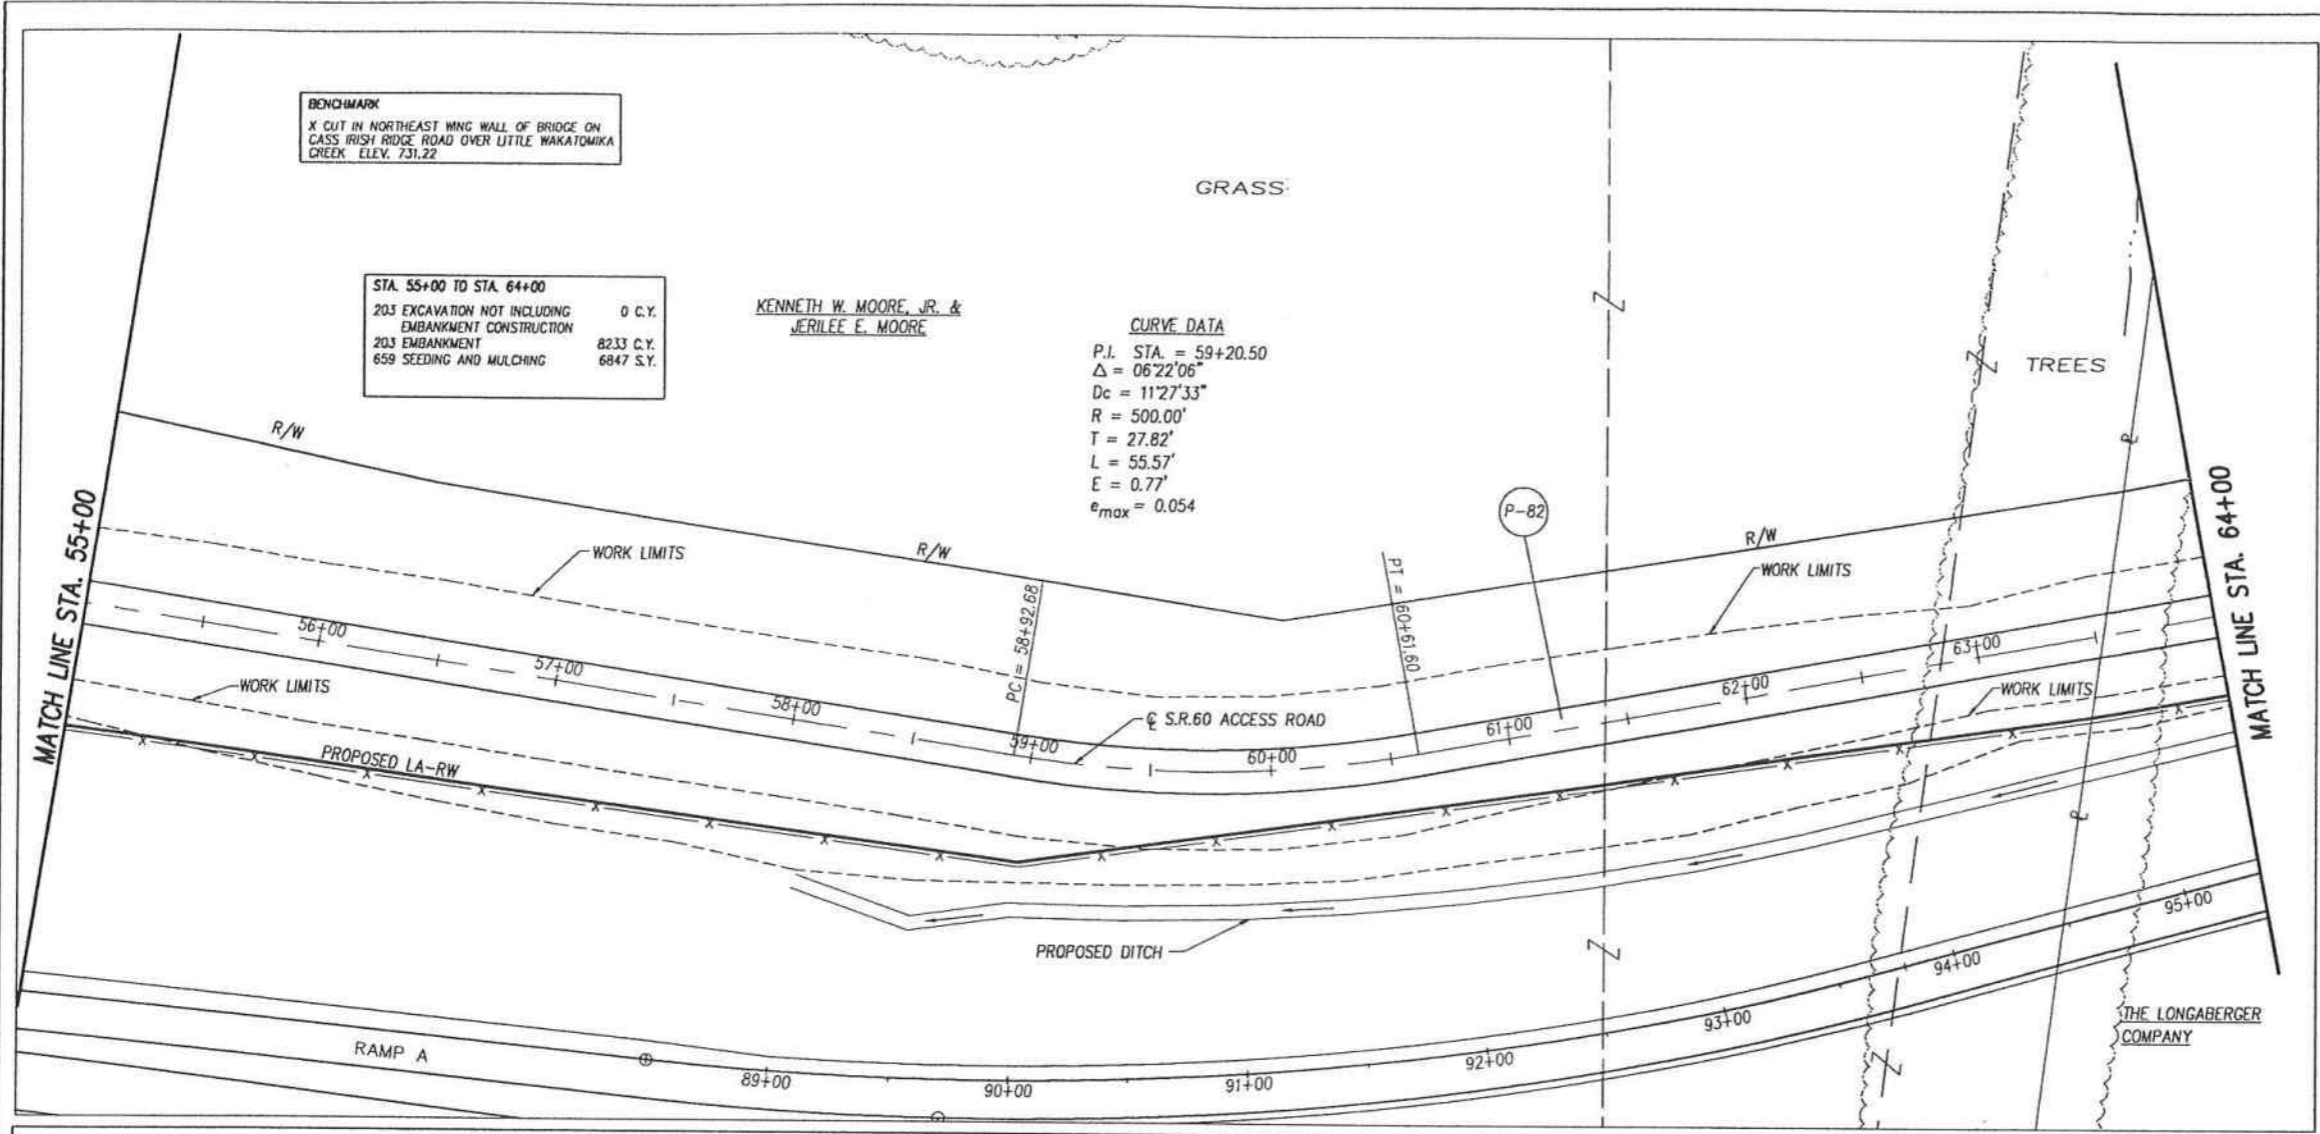 BENCHMARK
X CUT IN NORTHEAST WING WALL OF BRIDGE ON
CASS IRISH RIDGE ROAD OVER LITTLE WAKATOMIKA
CREEK ELEV. 731.22
GRASS
STA. 55+00 TO STA. 64+00
203 EXCAVATION NOT INCLUDING 0 C.Y.
EMBANKMENT CONSTRUCTION
203 EMBANKMENT 8233 C.Y.
659 SEEDING AND MULCHING 6847 S.Y.
KENNETH W. MOORE, JR. &
JERILEE E. MOORE
CURVE DATA
P.I. STA. = 59+20.50
Δ = 06°22'06"
Dc = 11°27'33"
R = 500.00'
T = 27.82'
L = 55.57'
E = 0.77'
emax = 0.054
TREES
R/W
R/W
R/W
P-82
MATCH LINE STA. 55+00
MATCH LINE STA. 64+00
WORK LIMITS
WORK LIMITS
WORK LIMITS
WORK LIMITS
PC = 58+92.68
PT = 60+61.60
56+00
57+00
58+00
59+00
60+00
61+00
62+00
63+00
℄ S.R.60 ACCESS ROAD
PROPOSED LA-RW
PROPOSED DITCH
RAMP A
89+00
90+00
91+00
92+00
93+00
94+00
95+00
THE LONGABERGER
COMPANY